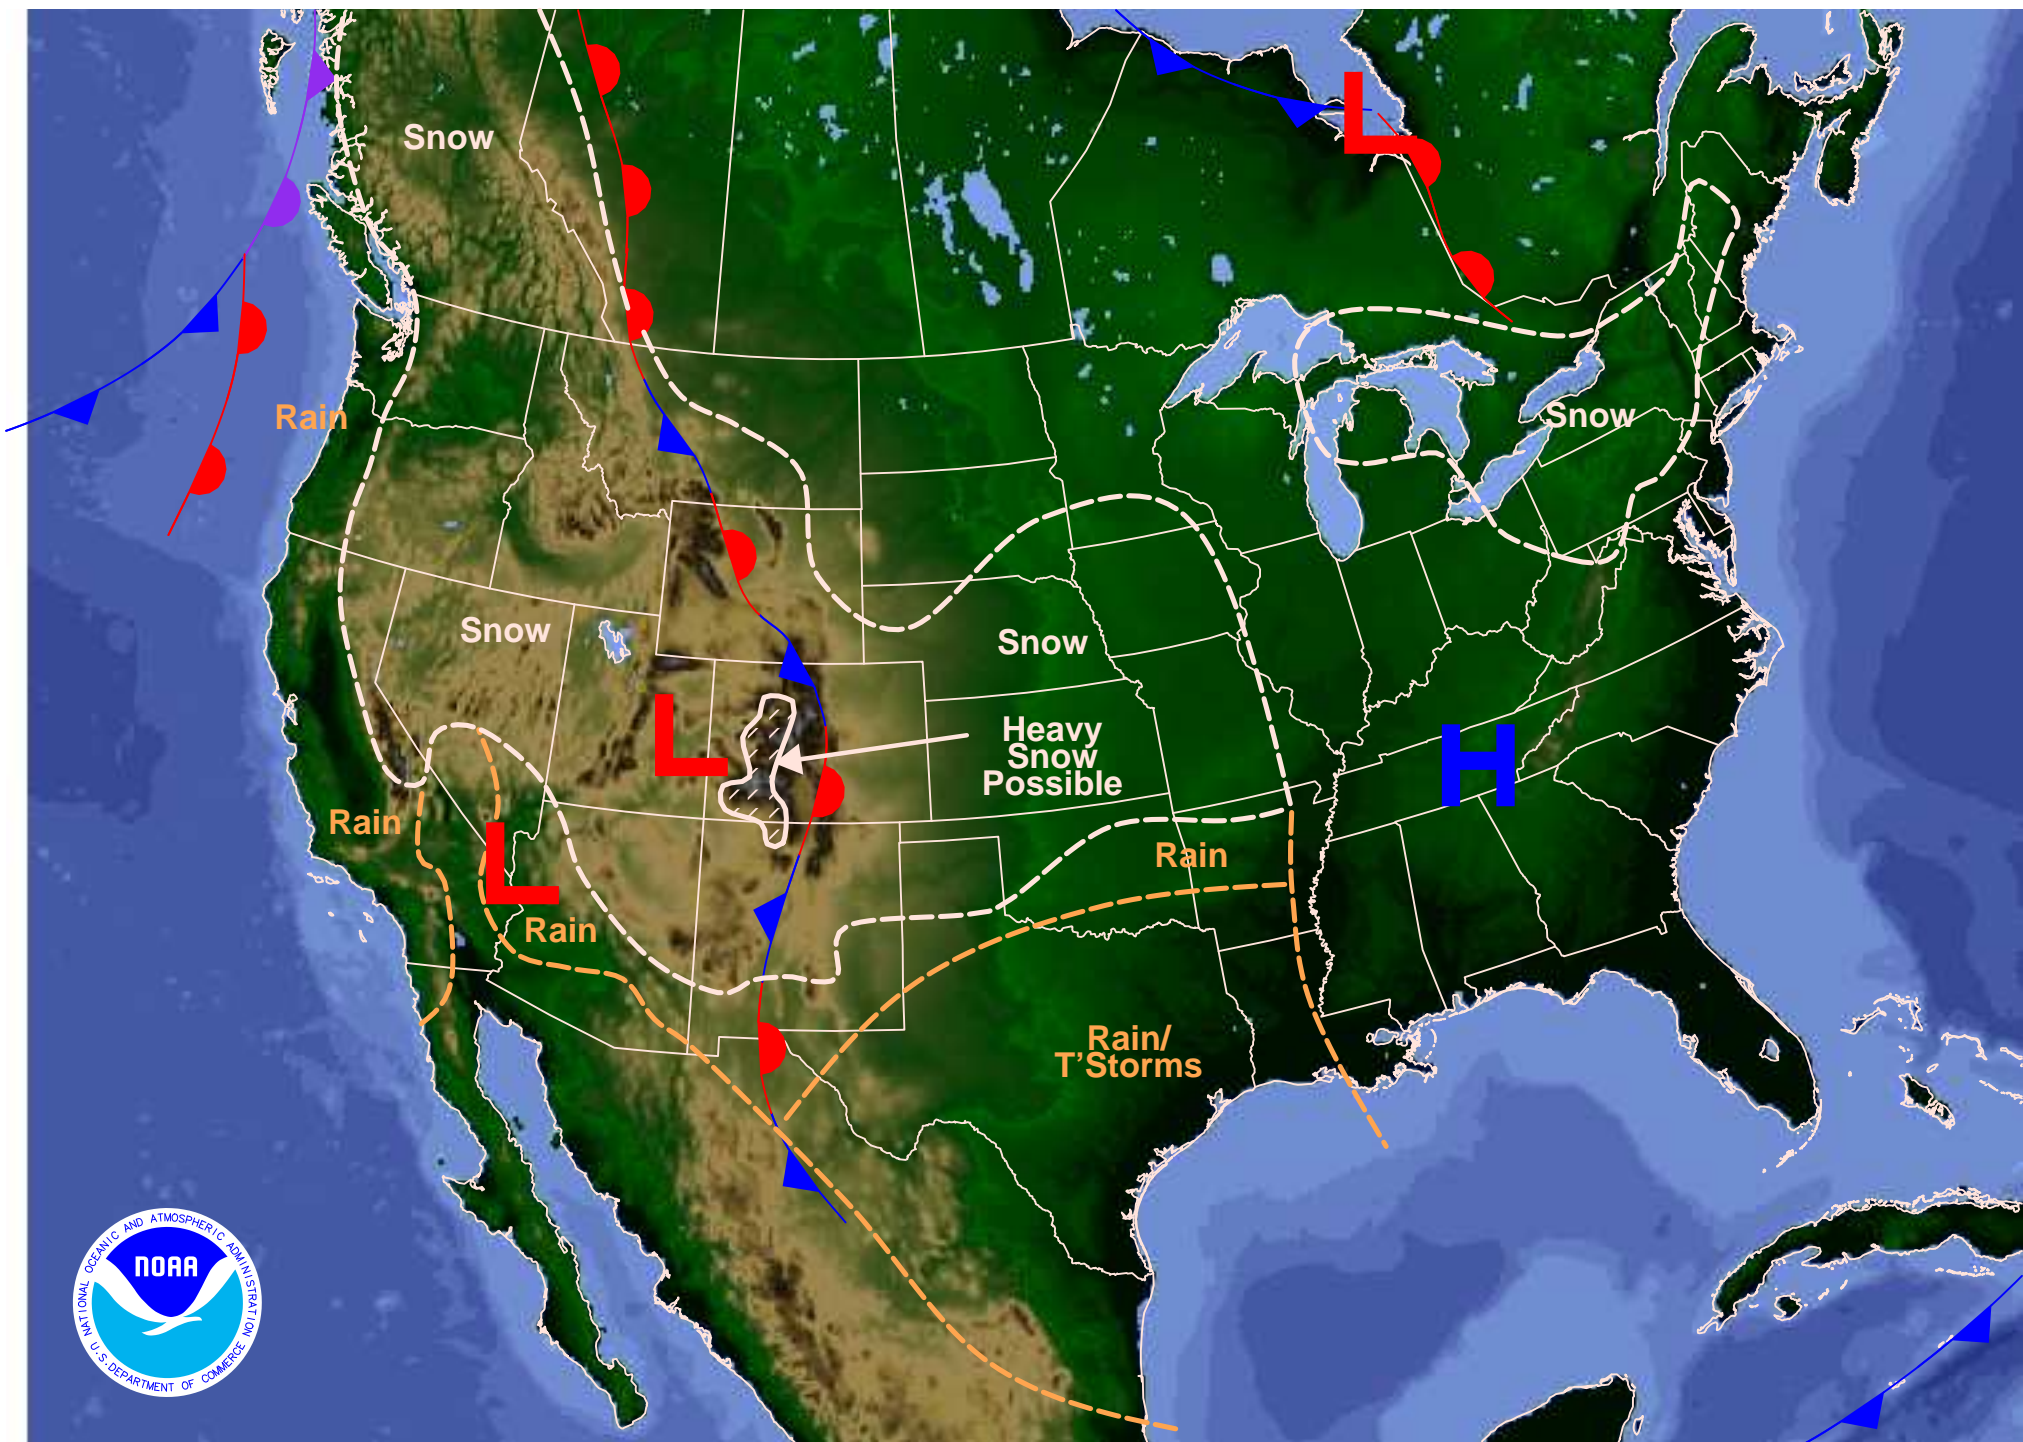 L
Snow
Rain
Snow
Snow
Snow
L
Heavy
Snow
Possible
H
Rain
L
Rain
Rain
Rain/
T'Storms
NOAA
NATIONAL OCEANIC AND ATMOSPHERIC ADMINISTRATION
U.S. DEPARTMENT OF COMMERCE